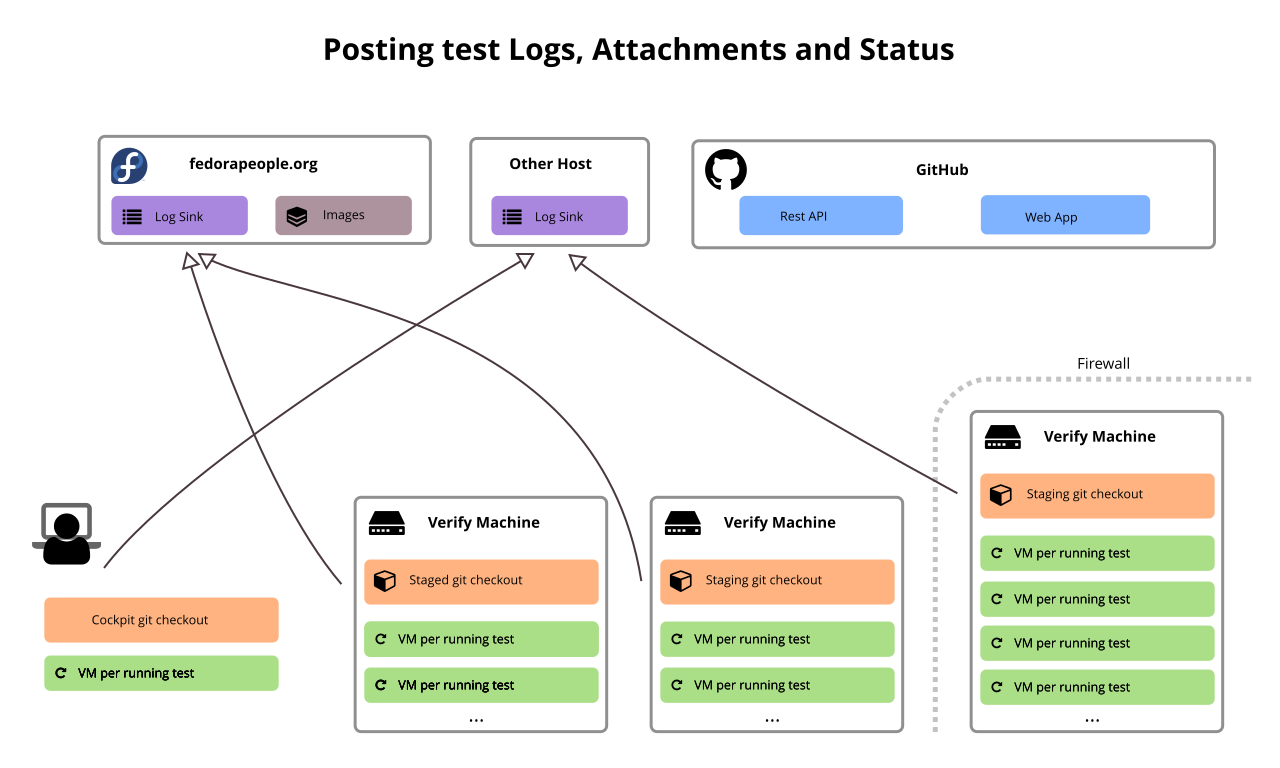 Posting test Logs, Attachments and Status
fedorapeople.org
Log Sink
Images
Other Host
Log Sink
GitHub
Rest API
Web App
Firewall
Cockpit git checkout
VM per running test
Verify Machine
Staged git checkout
VM per running test
VM per running test
...
Verify Machine
Staging git checkout
VM per running test
VM per running test
...
Verify Machine
Staging git checkout
VM per running test
VM per running test
VM per running test
VM per running test
...